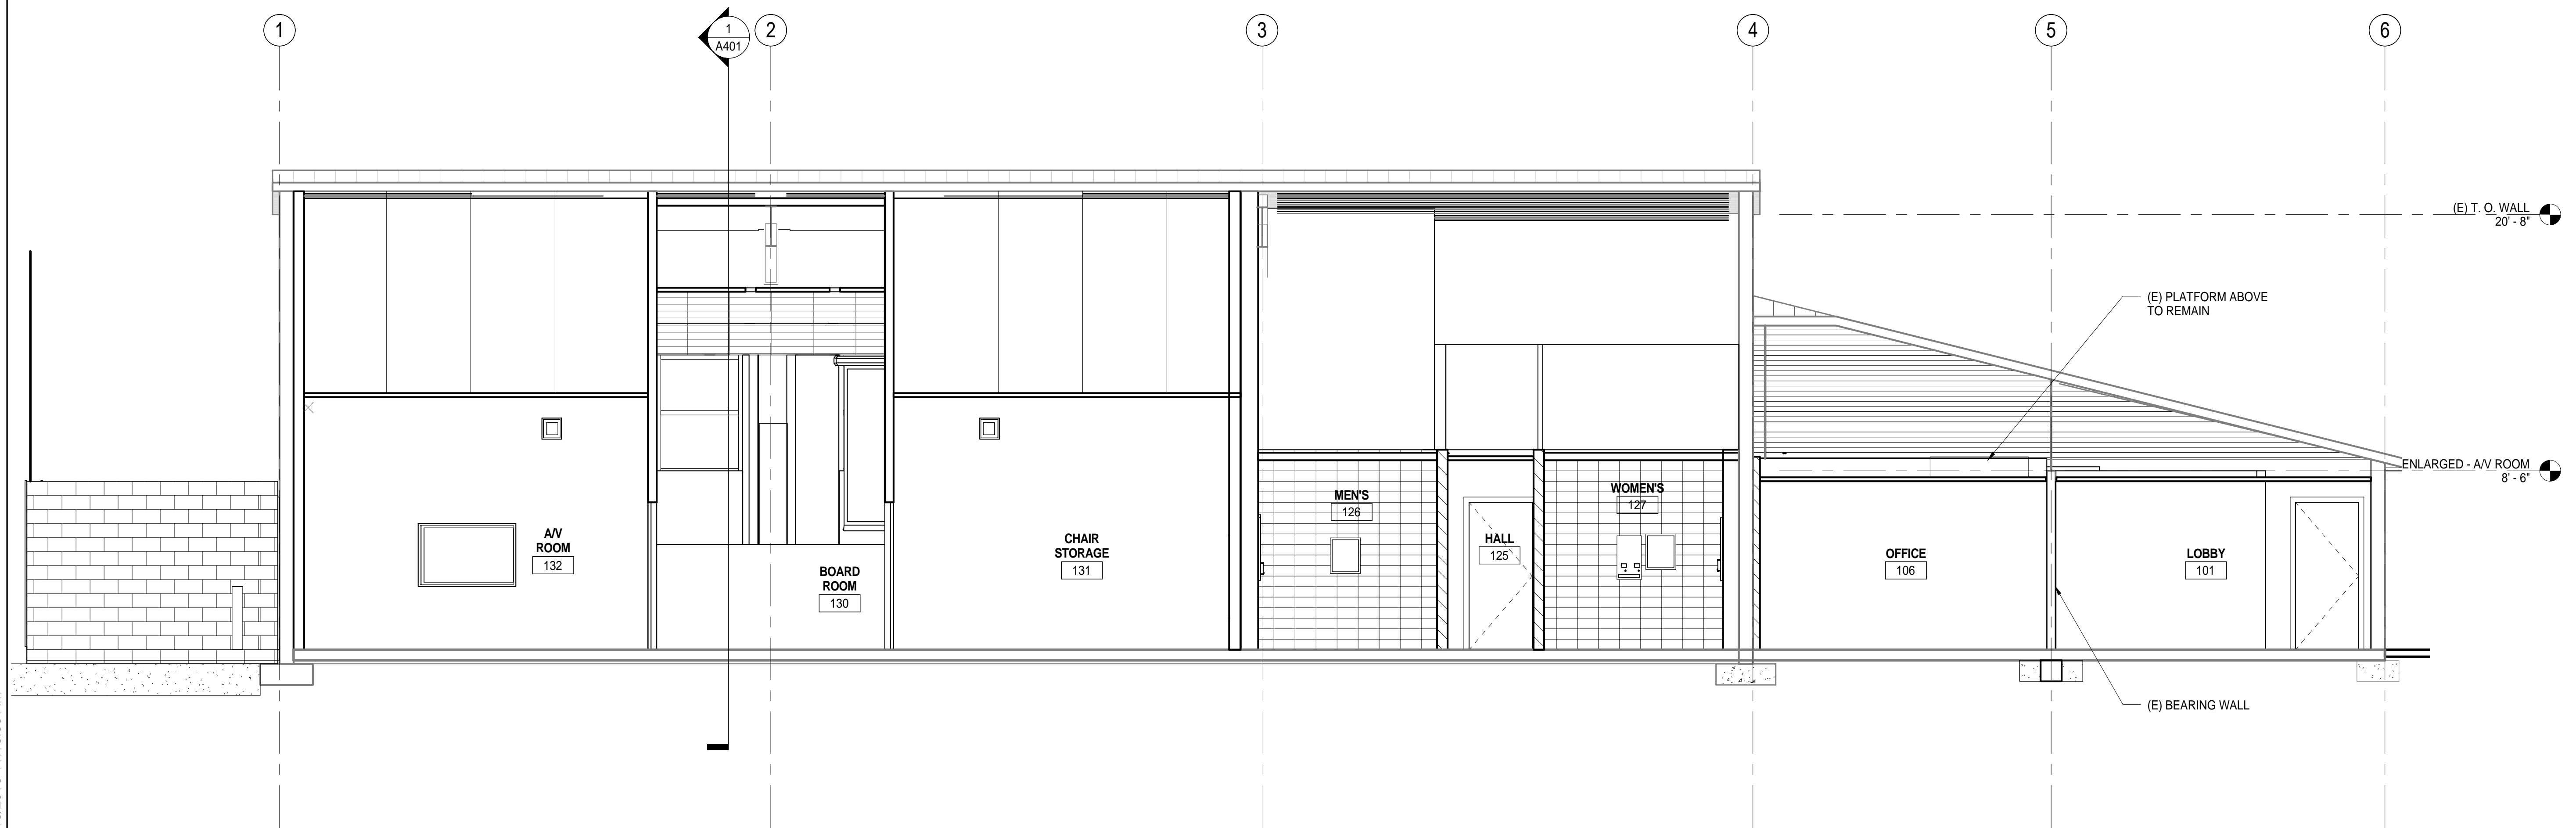 1
1
A401
2
3
4
5
6
(E) T. O. WALL
20' - 8"
(E) PLATFORM ABOVE
TO REMAIN
ENLARGED - A/V ROOM
8' - 6"
A/V
ROOM
132
BOARD
ROOM
130
CHAIR
STORAGE
131
MEN'S
126
HALL
125
WOMEN'S
127
OFFICE
106
LOBBY
101
(E) BEARING WALL